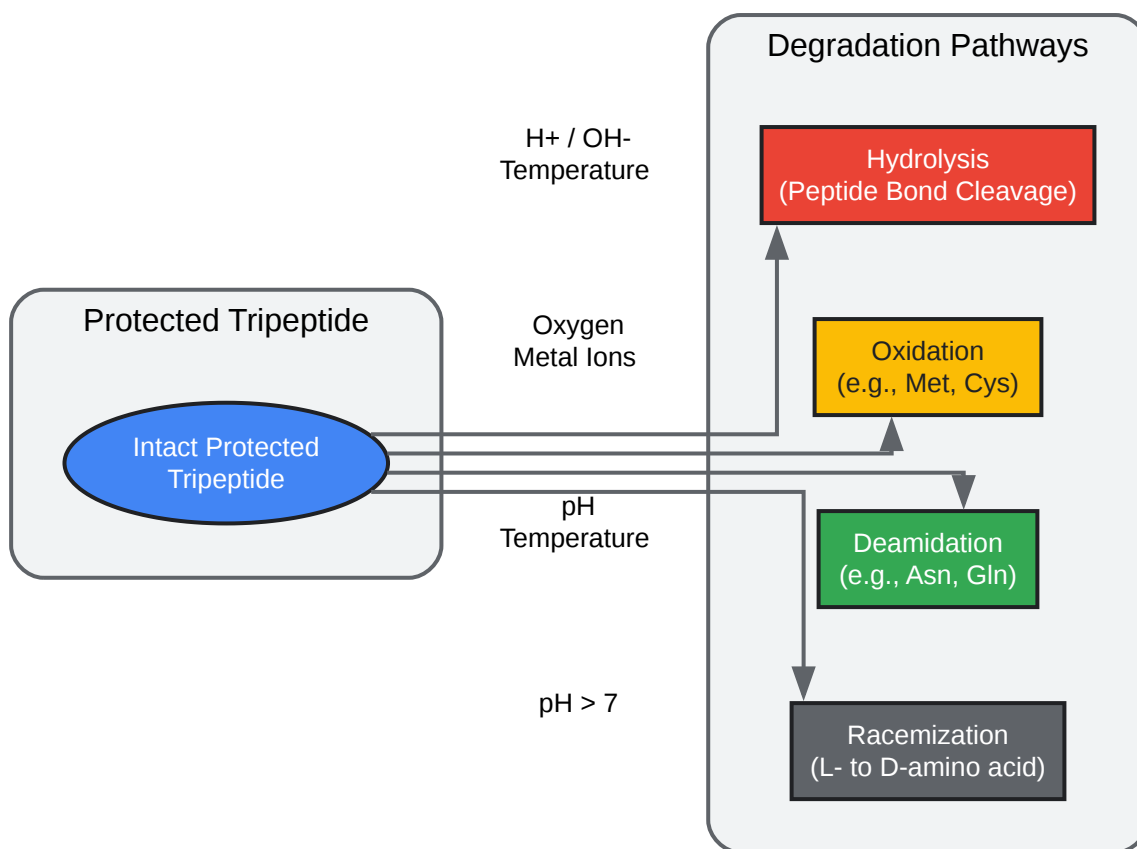 Degradation Pathways
H+ / OH-
Temperature
Hydrolysis
(Peptide Bond Cleavage)
Protected Tripeptide
Oxygen
Metal Ions
Oxidation
(e.g., Met, Cys)
Intact Protected
Tripeptide
pH
Temperature
Deamidation
(e.g., Asn, Gln)
pH > 7
Racemization
(L- to D-amino acid)